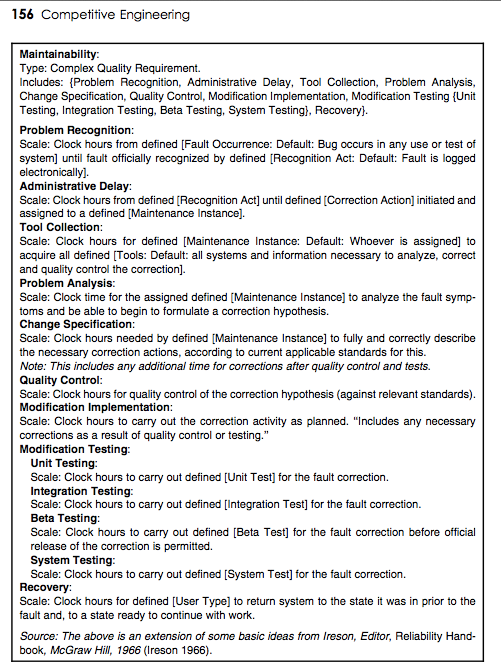 156 Competitive Engineering
Maintainability:
Type: Complex Quality Requirement.
Includes: {Problem Recognition, Administrative Delay, Tool Collection, Problem Analysis,
Change Specification, Quality Control, Modification Implementation, Modification Testing {Unit
Testing, Integration Testing, Beta Testing, System Testing}, Recovery}.
Problem Recognition:
Scale: Clock hours from defined [Fault Occurrence: Default: Bug occurs in any use or test of
system] until fault officially recognized by defined [Recognition Act: Default: Fault is logged
electronically].
Administrative Delay:
Scale: Clock hours from defined [Recognition Act] until defined [Correction Action] initiated and
assigned to a defined [Maintenance Instance].
Tool Collection:
Scale: Clock hours for defined [Maintenance Instance: Default: Whoever is assigned] to
acquire all defined [Tools: Default: all systems and information necessary to analyze, correct
and quality control the correction].
Problem Analysis:
Scale: Clock time for the assigned defined [Maintenance Instance] to analyze the fault symp-
toms and be able to begin to formulate a correction hypothesis.
Change Specification:
Scale: Clock hours needed by defined [Maintenance Instance] to fully and correctly describe
the necessary correction actions, according to current applicable standards for this.
Note: This includes any additional time for corrections after quality control and tests.
Quality Control:
Scale: Clock hours for quality control of the correction hypothesis (against relevant standards).
Modification Implementation:
Scale: Clock hours to carry out the correction activity as planned. “Includes any necessary
corrections as a result of quality control or testing.”
Modification Testing:
Unit Testing:
Scale: Clock hours to carry out defined [Unit Test] for the fault correction.
Integration Testing:
Scale: Clock hours to carry out defined [Integration Test] for the fault correction.
Beta Testing:
Scale: Clock hours to carry out defined [Beta Test] for the fault correction before official
release of the correction is permitted.
System Testing:
Scale: Clock hours to carry out defined [System Test] for the fault correction.
Recovery:
Scale: Clock hours for defined [User Type] to return system to the state it was in prior to the
fault and, to a state ready to continue with work.
Source: The above is an extension of some basic ideas from Ireson, Editor, Reliability Hand-
book, McGraw Hill, 1966 (Ireson 1966).